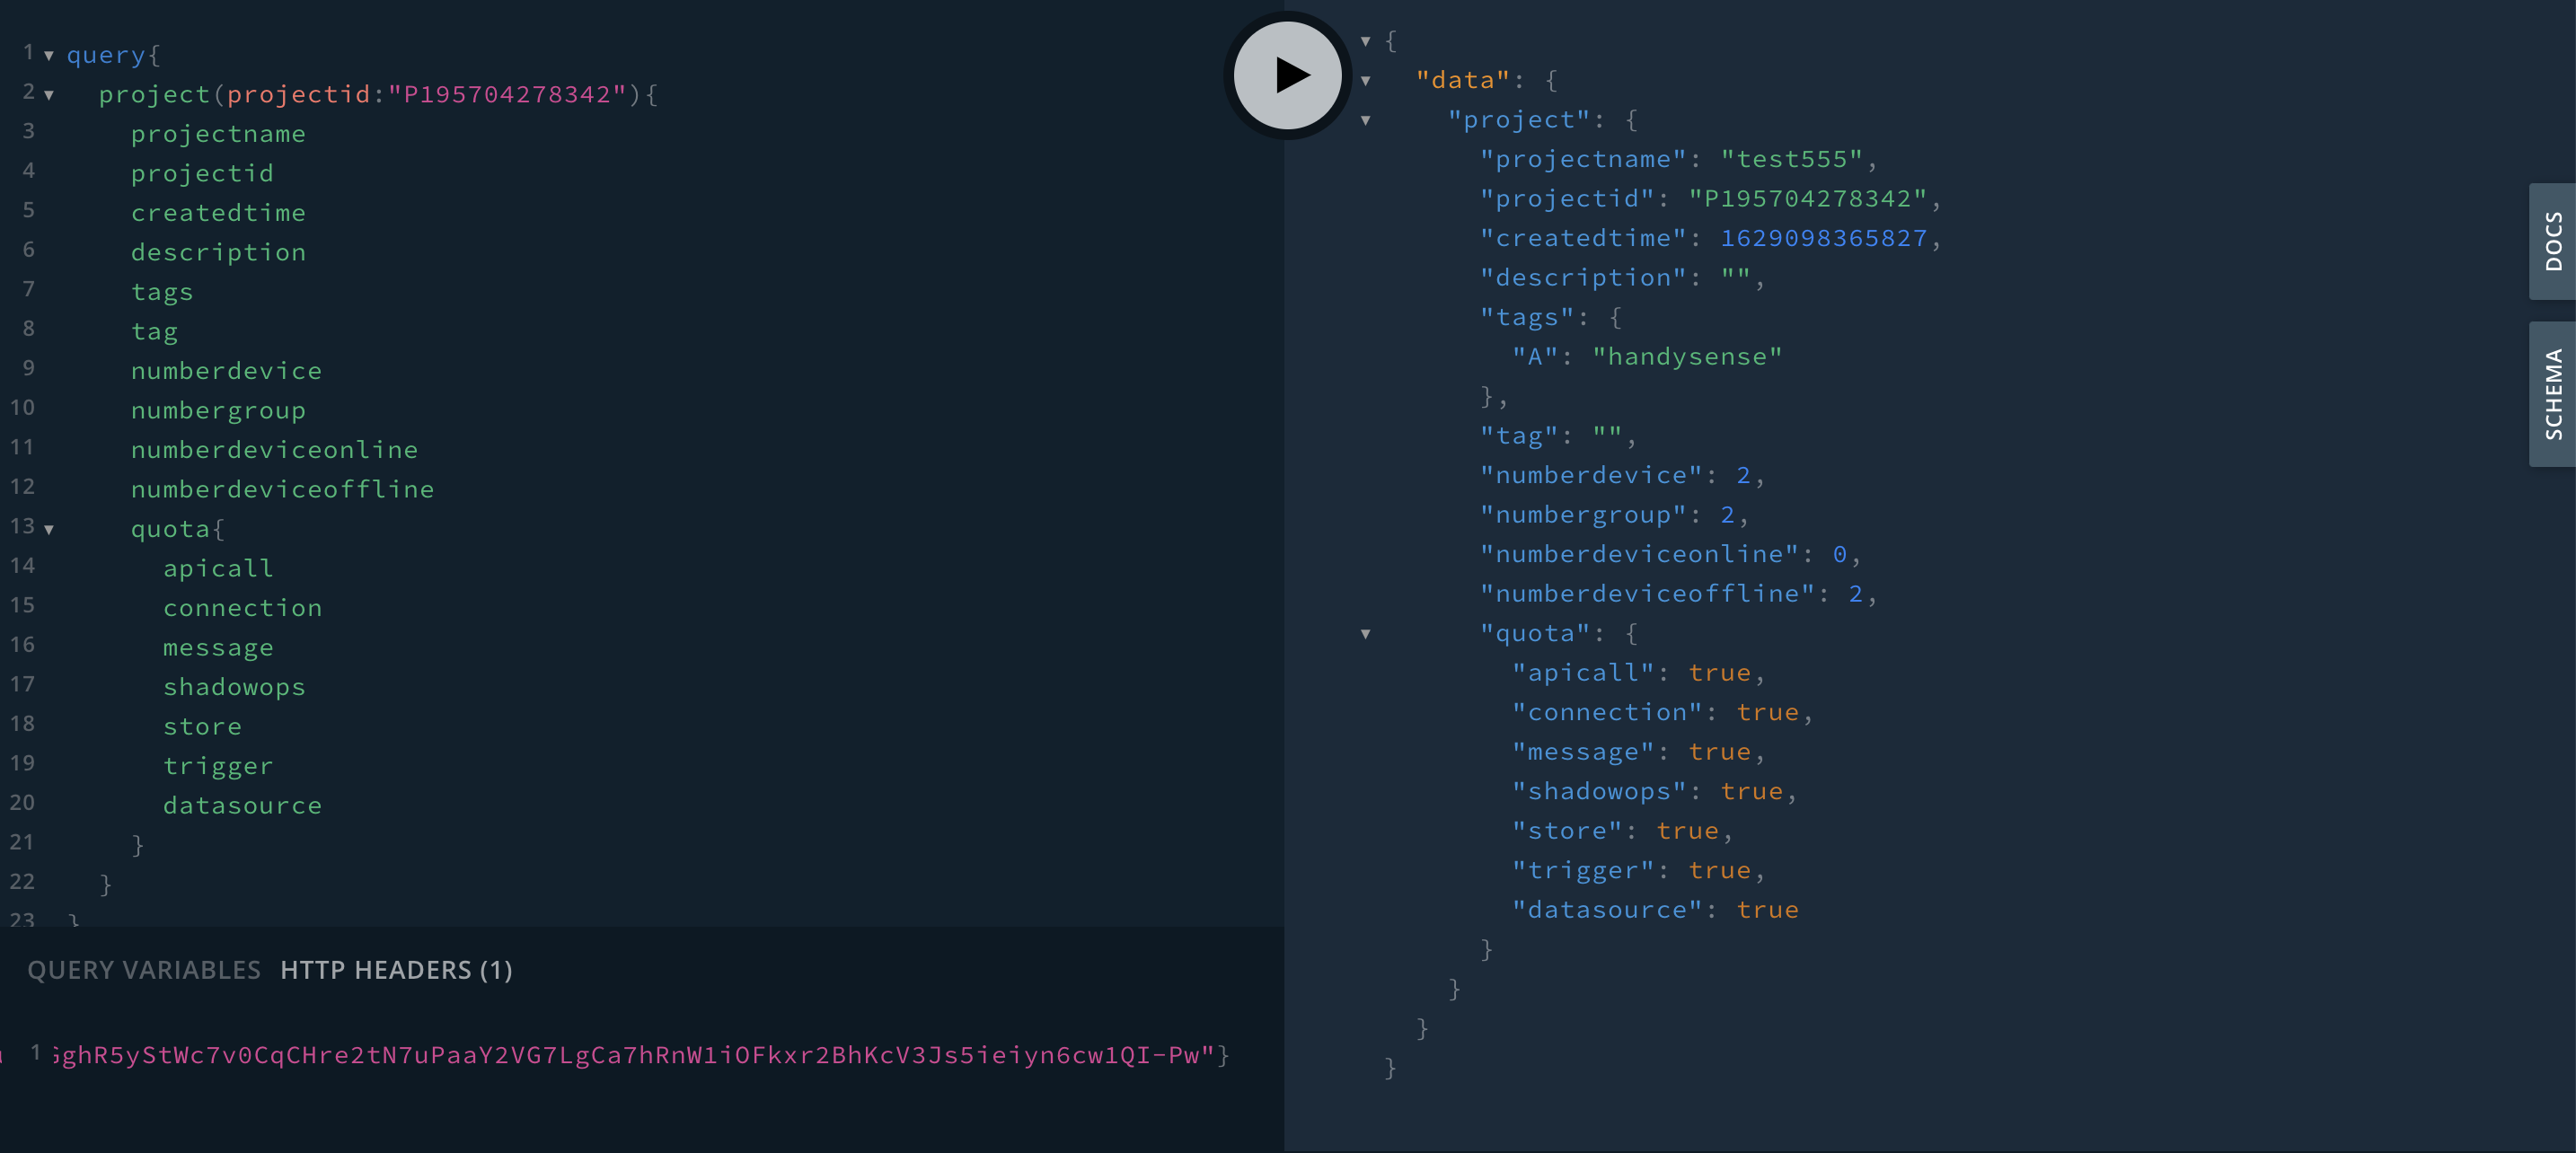 1 query{
2 project(projectid:"P195704278342"){
3 projectname
4 projectid
5 createdtime
6 description
7 tags
8 tag
9 numberdevice
10 numbergroup
11 numberdeviceonline
12 numberdeviceoffline
13 quota{
14 apicall
15 connection
16 message
17 shadowops
18 store
19 trigger
20 datasource
21 }
22 }
23 }
QUERY VARIABLES HTTP HEADERS (1)
1 ghR5yStWc7v0CqCHre2tN7uPaaY2VG7LgCa7hRnW1iOFkxr2BhKcV3Js5ieiyn6cw1QI-Pw"}
{
"data": {
"project": {
"projectname": "test555",
"projectid": "P195704278342",
"createdtime": 1629098365827,
"description": "",
"tags": {
"A": "handysense"
},
"tag": "",
"numberdevice": 2,
"numbergroup": 2,
"numberdeviceonline": 0,
"numberdeviceoffline": 2,
"quota": {
"apicall": true,
"connection": true,
"message": true,
"shadowops": true,
"store": true,
"trigger": true,
"datasource": true
}
}
}
}
DOCS
SCHEMA